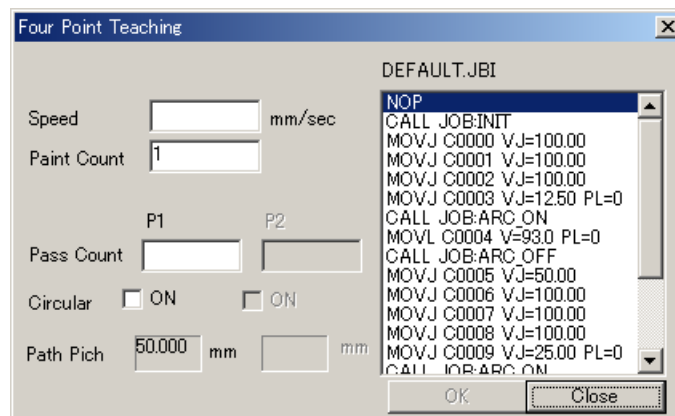 Four Point Teaching
DEFAULT.JBI
Speed mm/sec
Paint Count 1
P1 P2
Pass Count
Circular ON ON
Path Pich 50.000 mm mm
NOP
CALL JOB:INIT
MOVJ C0000 VJ=100.00
MOVJ C0001 VJ=100.00
MOVJ C0002 VJ=100.00
MOVJ C0003 VJ=12.50 PL=0
CALL JOB:ARC_ON
MOVL C0004 V=93.0 PL=0
CALL JOB:ARC_OFF
MOVJ C0005 VJ=50.00
MOVJ C0006 VJ=100.00
MOVJ C0007 VJ=100.00
MOVJ C0008 VJ=100.00
MOVJ C0009 VJ=25.00 PL=0
CALL JOB:ARC_ON
OK Close